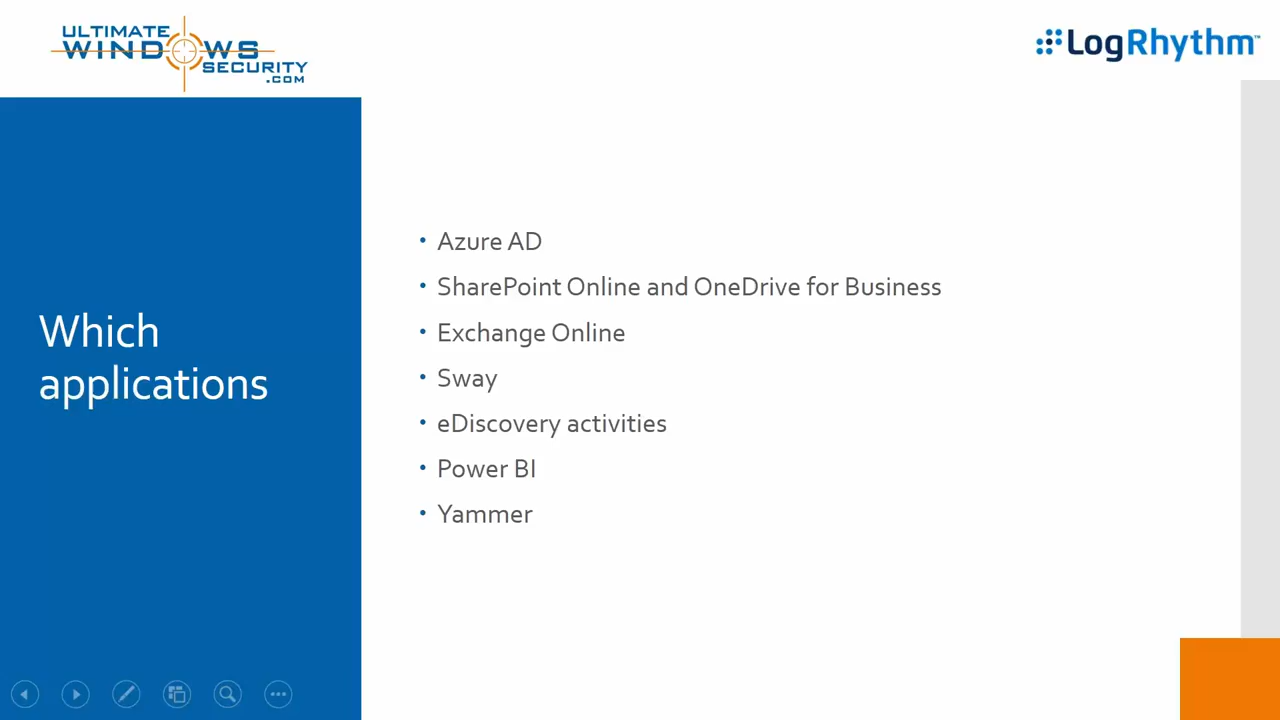 ULTIMATE
WINDOWS
SECURITY
.COM
LogRhythm™
Which
applications
• Azure AD
• SharePoint Online and OneDrive for Business
• Exchange Online
• Sway
• eDiscovery activities
• Power BI
• Yammer